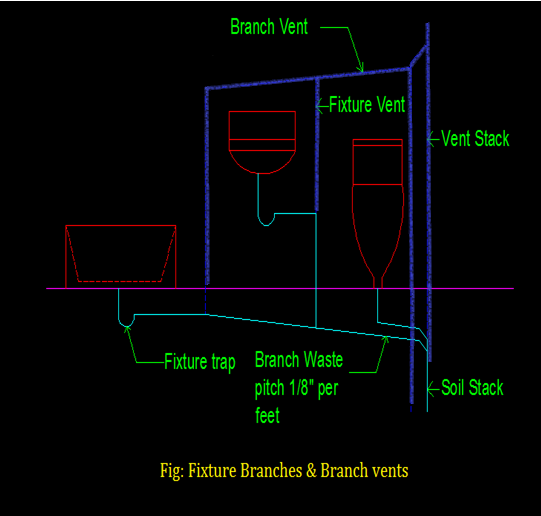 Branch Vent
Fixture Vent
Vent Stack
Fixture trap
Branch Waste
pitch 1/8" per
feet
Soil Stack
Fig: Fixture Branches & Branch vents